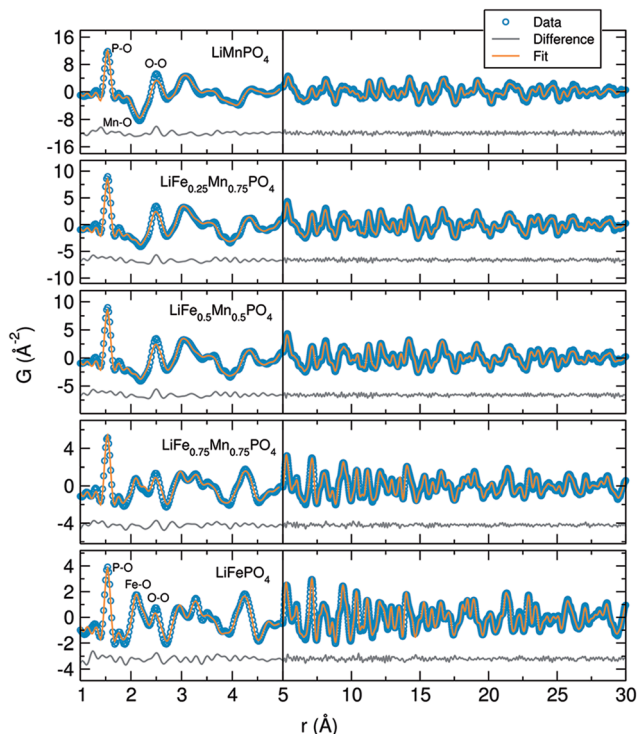 Data
Difference
Fit
16
8
0
-8
-16
P-O
O-O
Mn-O
LiMnPO₄
10
5
0
-5
-10
LiFe₀.₂₅Mn₀.₇₅PO₄
10
5
0
-5
LiFe₀.₅Mn₀.₅PO₄
4
0
-4
LiFe₀.₇₅Mn₀.₇₅PO₄
4
2
0
-2
-4
P-O
Fe-O
O-O
LiFePO₄
G (Å⁻²)
1 2 3 4 5 10 15 20 25 30
r (Å)